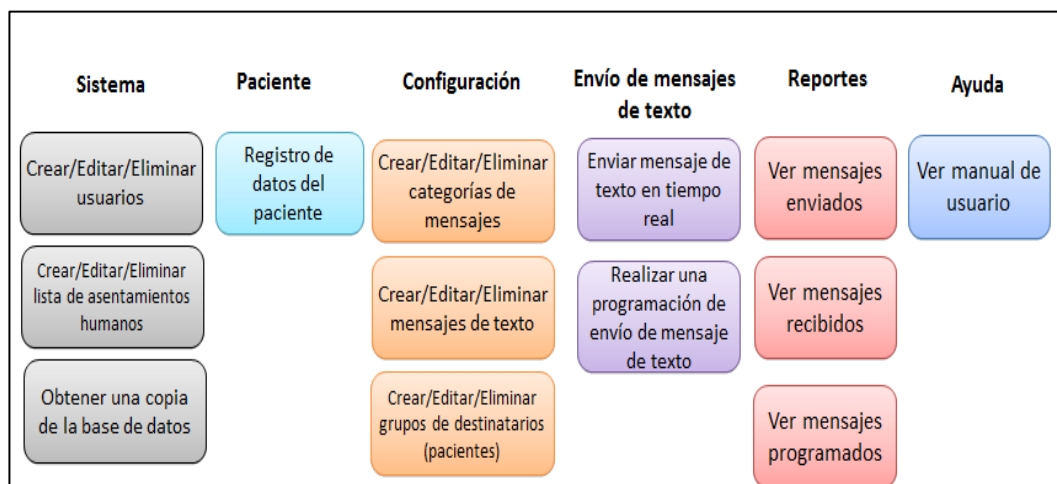 Sistema
Paciente
Configuración
Envío de mensajes
de texto
Reportes
Ayuda
Crear/Editar/Eliminar
usuarios
Crear/Editar/Eliminar
lista de asentamientos
humanos
Obtener una copia
de la base de datos
Registro de
datos del
paciente
Crear/Editar/Eliminar
categorías de
mensajes
Crear/Editar/Eliminar
mensajes de texto
Crear/Editar/Eliminar
grupos de destinatarios
(pacientes)
Enviar mensaje de
texto en tiempo
real
Realizar una
programación de
envío de mensaje
de texto
Ver mensajes
enviados
Ver mensajes
recibidos
Ver mensajes
programados
Ver manual de
usuario